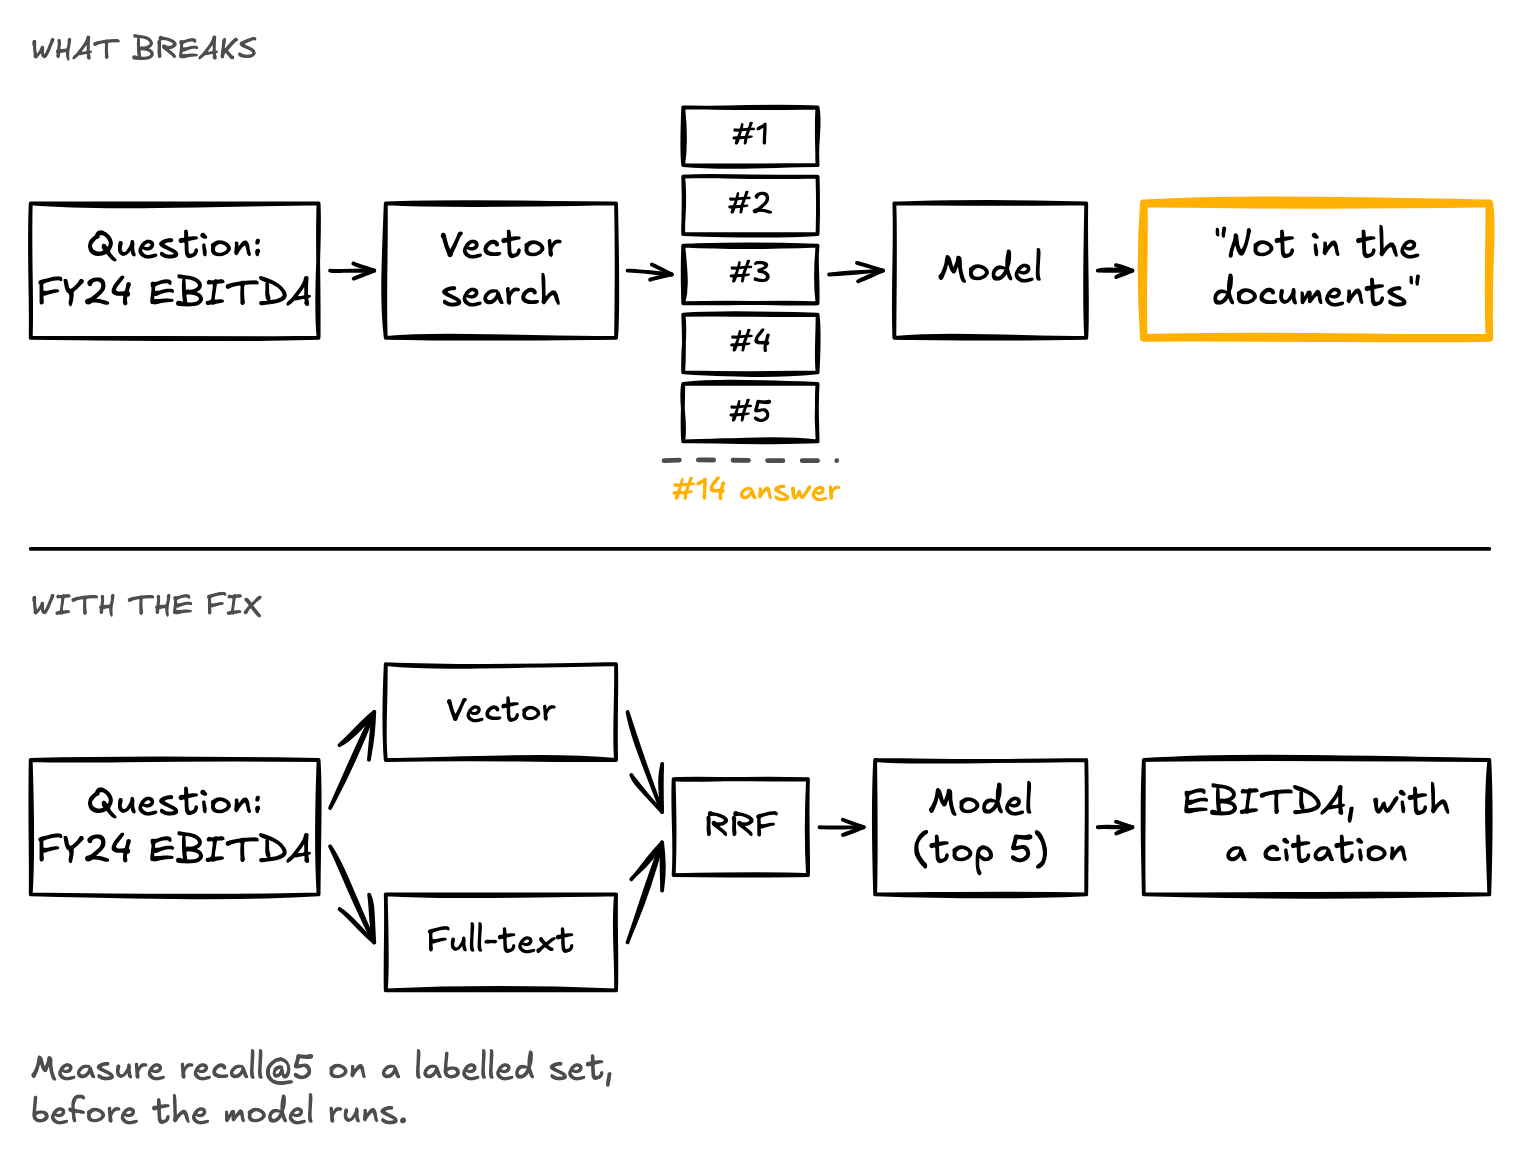 WHAT BREAKS
#1
#2
Question:
FY24 EBITDA
Vector
search
#3
Model
"Not in the
documents"
#4
#5
#14 answer
WITH THE FIX
Vector
Question:
FY24 EBITDA
RRF
Model
(top 5)
EBITDA, with
a citation
Full-text
Measure recall@5 on a labelled set,
before the model runs.